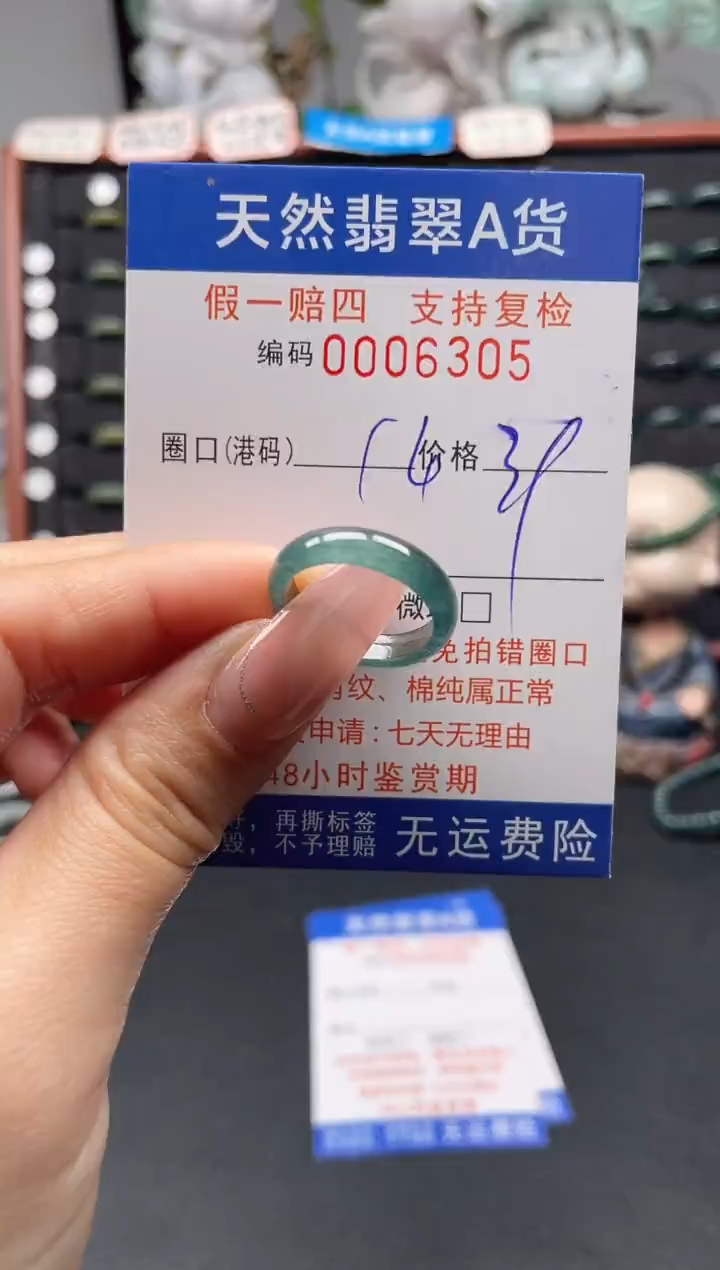 天然翡翠A货
假一赔四 支持复检
编码 0006305
圈口(港码) 14 价格 39
微 □
免拍错圈口
纹、棉纯属正常
申请:七天无理由
48小时鉴赏期
再撕标签
毁,不予理赔 无运费险